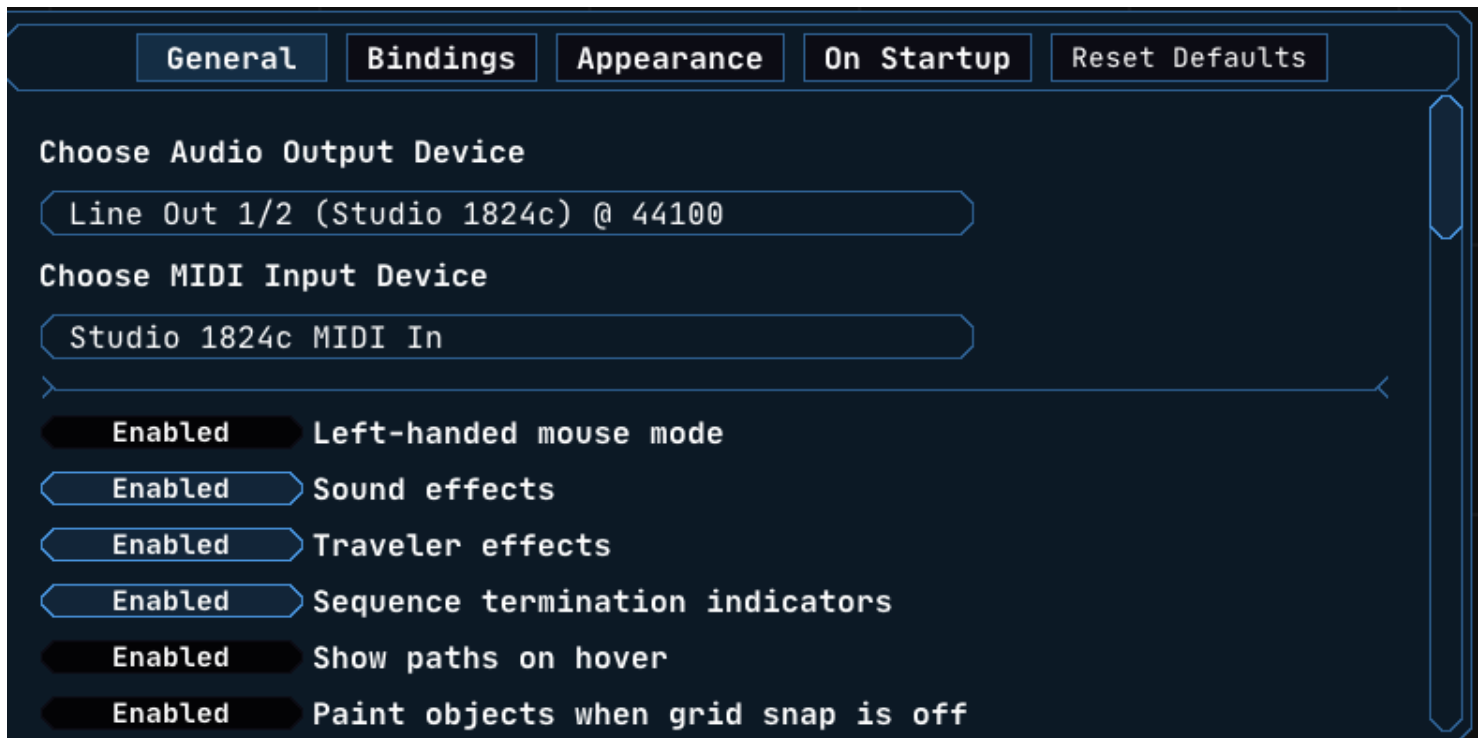 General Bindings Appearance On Startup Reset Defaults
Choose Audio Output Device
Line Out 1/2 (Studio 1824c) @ 44100
Choose MIDI Input Device
Studio 1824c MIDI In
Enabled Left-handed mouse mode
Enabled Sound effects
Enabled Traveler effects
Enabled Sequence termination indicators
Enabled Show paths on hover
Enabled Paint objects when grid snap is off